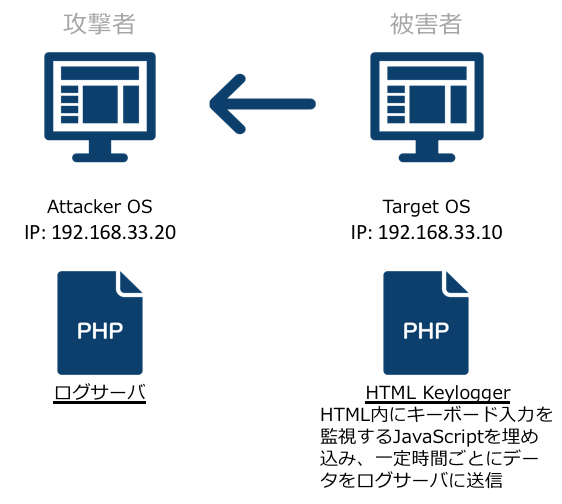 攻撃者
被害者
Attacker OS
IP: 192.168.33.20
Target OS
IP: 192.168.33.10
PHP
PHP
ログサーバ
HTML Keylogger
HTML内にキーボード入力を
監視するJavaScriptを埋め
込み、一定時間ごとにデー
タをログサーバに送信